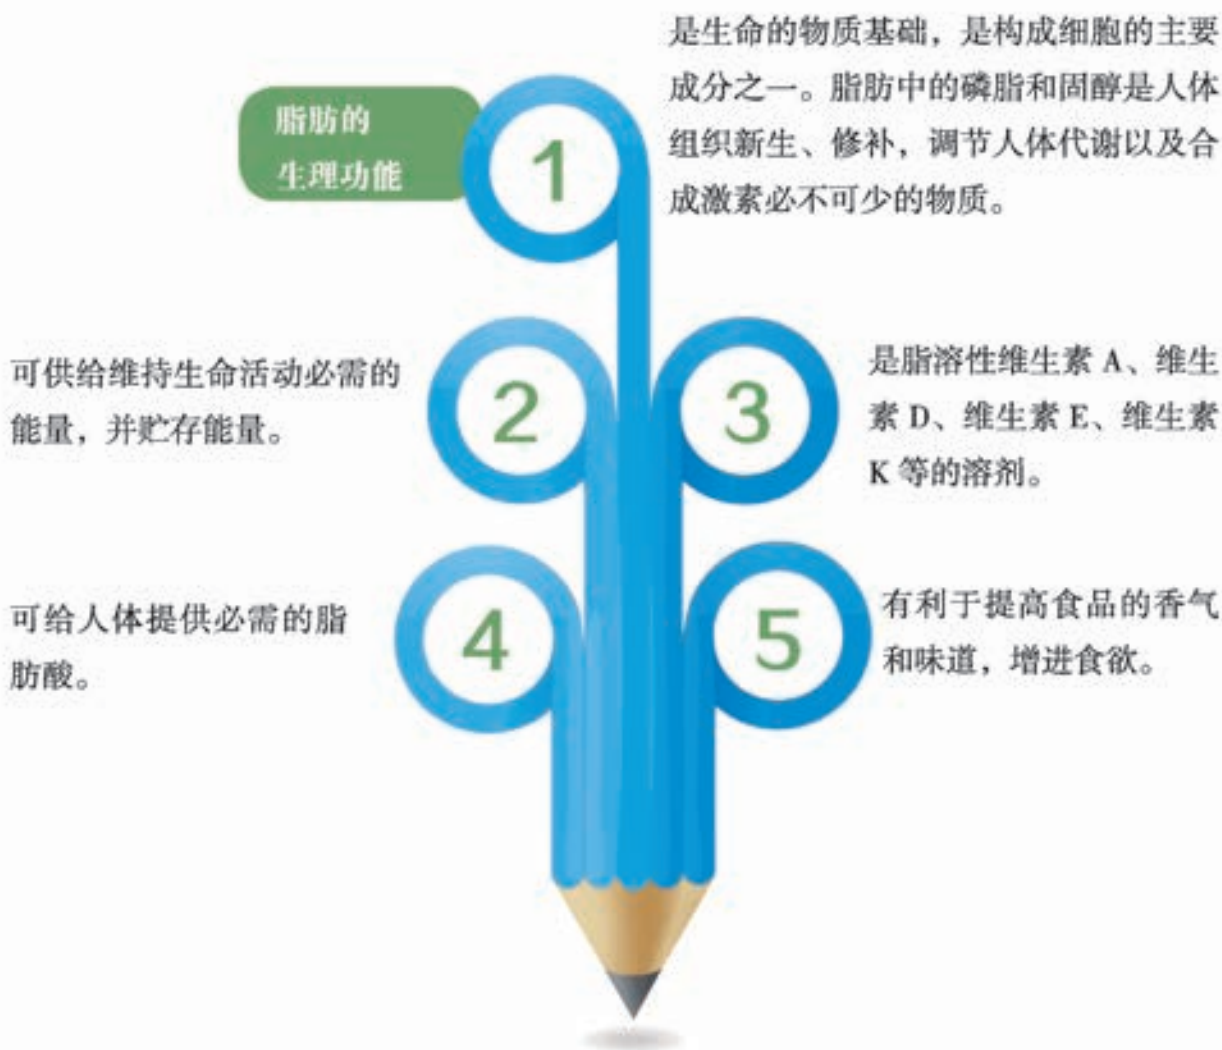 脂肪的
生理功能
1
是生命的物质基础，是构成细胞的主要
成分之一。脂肪中的磷脂和固醇是人体
组织新生、修补，调节人体代谢以及合
成激素必不可少的物质。
2
可供给维持生命活动必需的
能量，并贮存能量。
3
是脂溶性维生素 A、维生
素 D、维生素 E、维生素
K 等的溶剂。
4
可给人体提供必需的脂
肪酸。
5
有利于提高食品的香气
和味道，增进食欲。